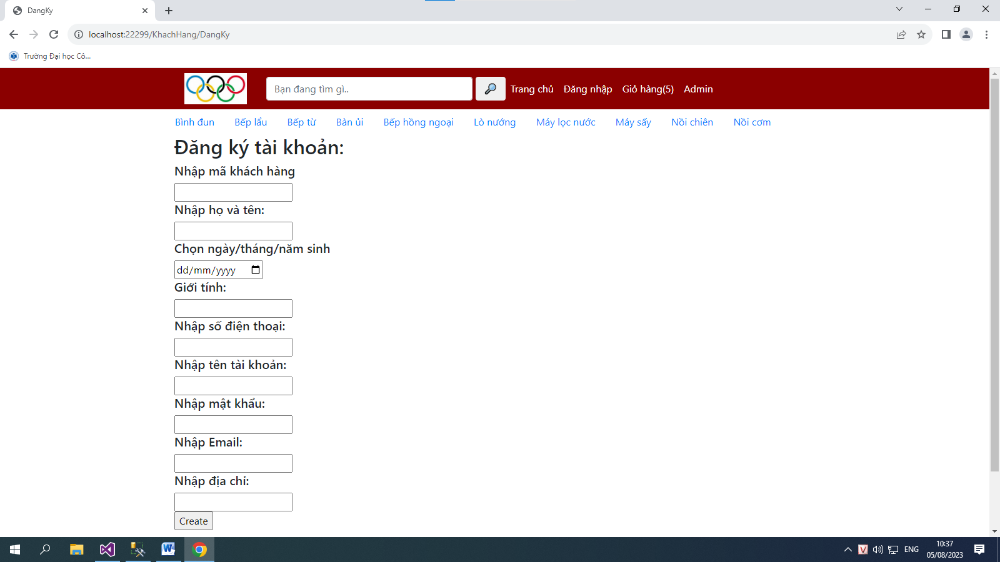 DangKy
localhost:22299/KhachHang/DangKy
Trường Đại học Cô...
Bạn đang tìm gì.. Trang chủ Đăng nhập Giỏ hàng(5) Admin
Bình đun Bếp lẩu Bếp từ Bàn ủi Bếp hồng ngoại Lò nướng Máy lọc nước Máy sấy Nồi chiên Nồi cơm
Đăng ký tài khoản:
Nhập mã khách hàng
Nhập họ và tên:
Chọn ngày/tháng/năm sinh
dd/mm/yyyy
Giới tính:
Nhập số điện thoại:
Nhập tên tài khoản:
Nhập mật khẩu:
Nhập Email:
Nhập địa chỉ:
Create
ENG
10:37
05/08/2023